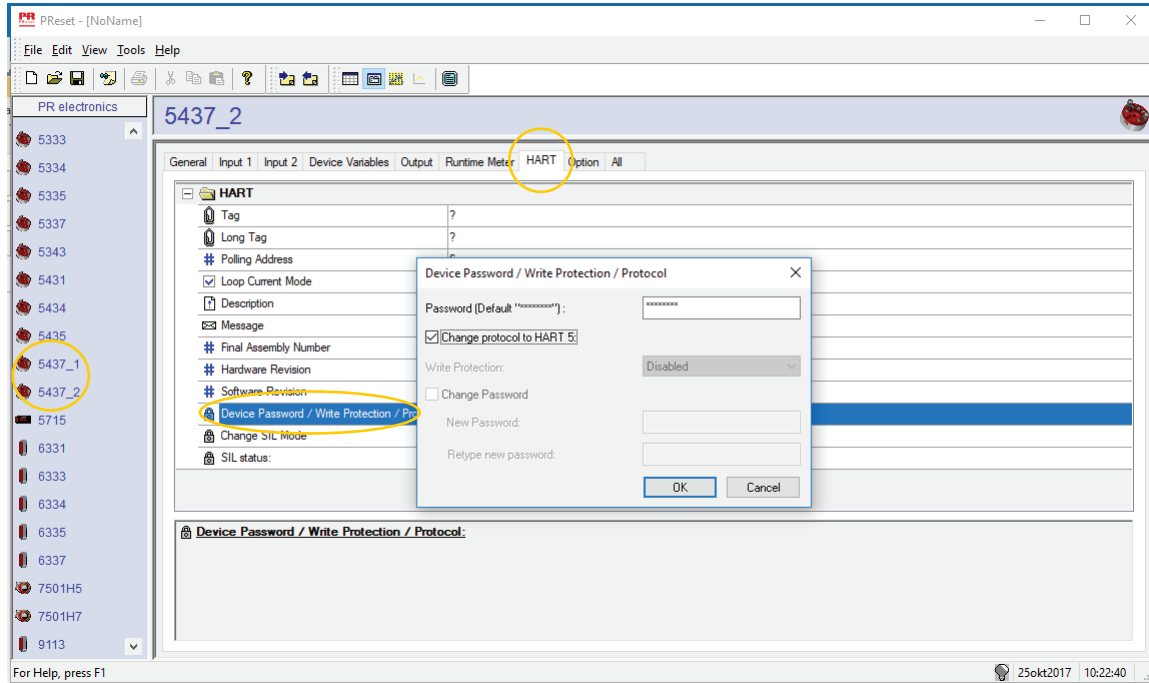 PR PReset - [NoName]
File Edit View Tools Help
PR electronics
5333
5334
5335
5337
5343
5431
5434
5435
5437_1
5437_2
5715
6331
6333
6334
6335
6337
7501H5
7501H7
9113
5437_2
General Input 1 Input 2 Device Variables Output Runtime Meter HART Option All
HART
Tag ?
Long Tag ?
Polling Address
Loop Current Mode
Description
Message
Final Assembly Number
Hardware Revision
Software Revision
Device Password / Write Protection / Pro
Change SIL Mode
SIL status:
Device Password / Write Protection / Protocol
Password (Default "********") : ********
Change protocol to HART 5:
Write Protection: Disabled
Change Password
New Password:
Retype new password:
OK Cancel
Device Password / Write Protection / Protocol:
For Help, press F1 25okt2017 10:22:40